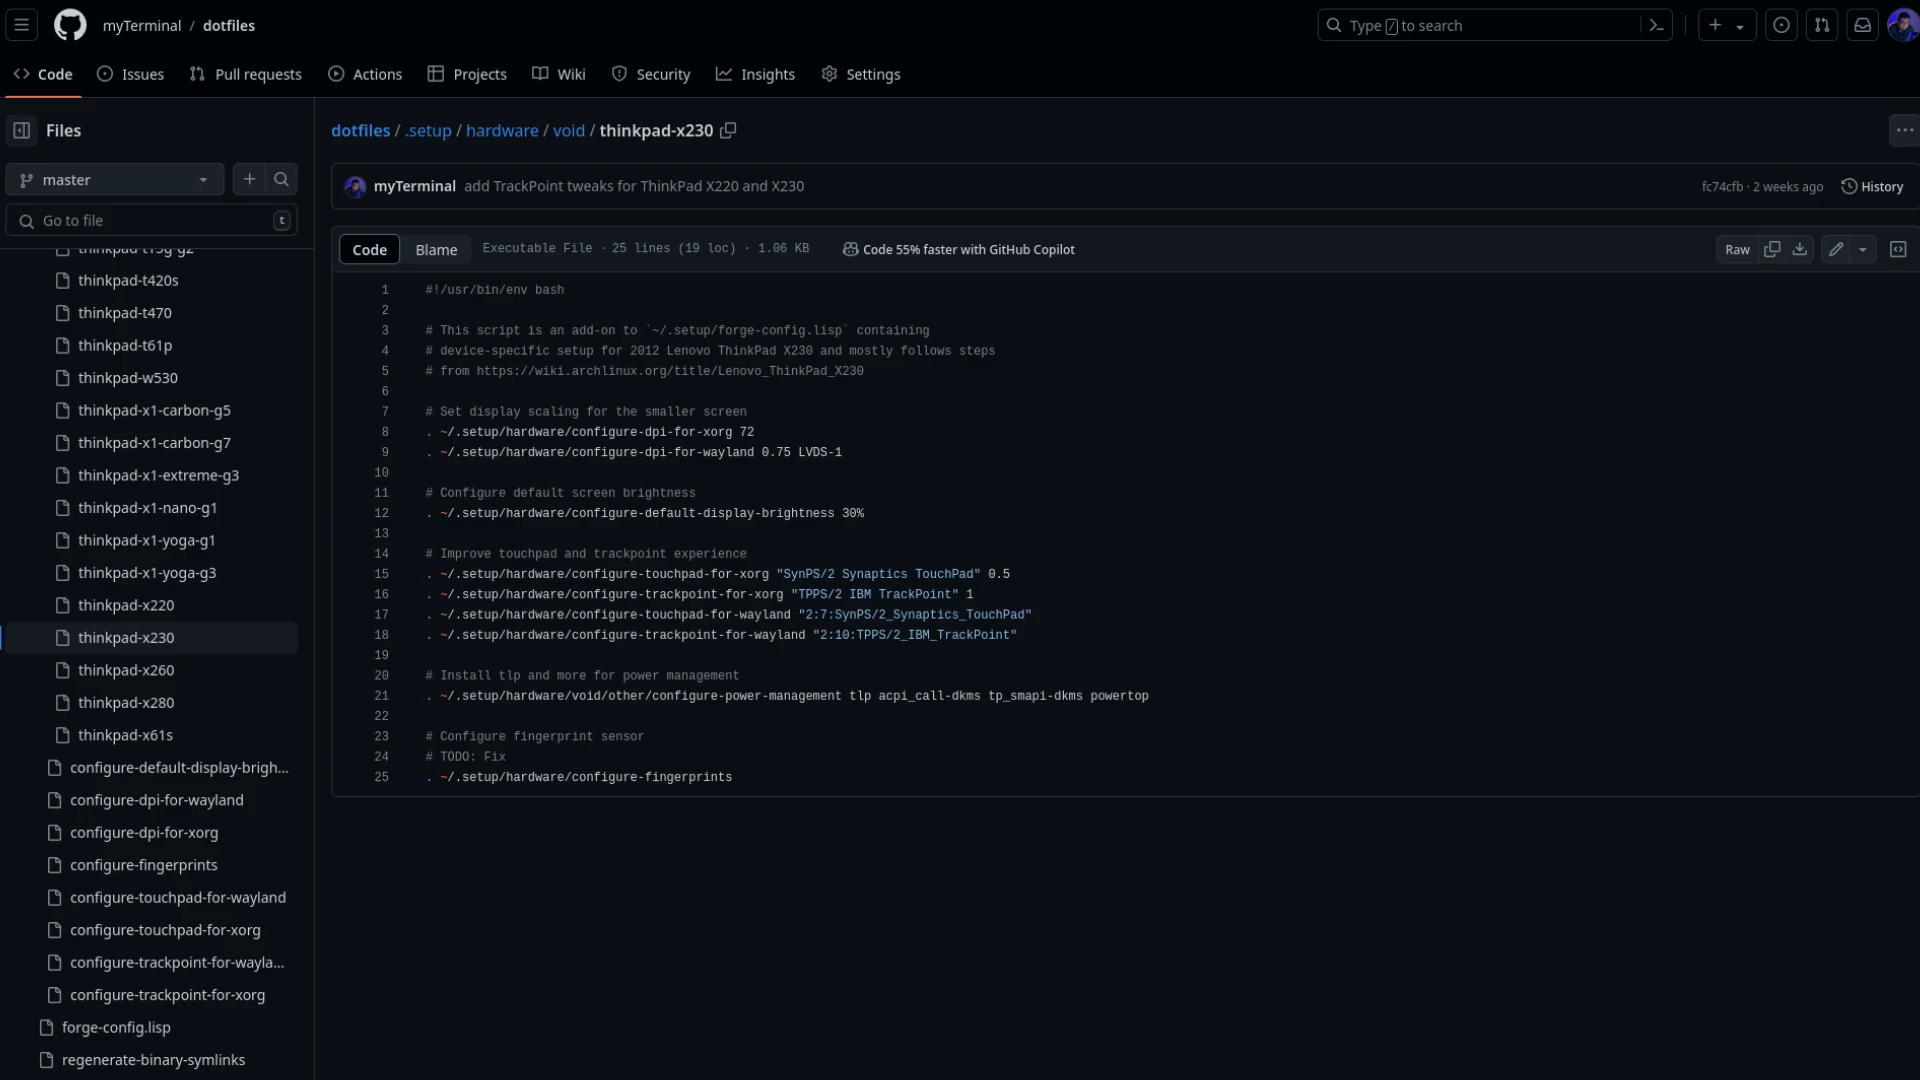 myTerminal / dotfiles
Type / to search
Code
Issues
Pull requests
Actions
Projects
Wiki
Security
Insights
Settings
Files
master
Go to file
t
thinkpad-t15g-g2
thinkpad-t420s
thinkpad-t470
thinkpad-t61p
thinkpad-w530
thinkpad-x1-carbon-g5
thinkpad-x1-carbon-g7
thinkpad-x1-extreme-g3
thinkpad-x1-nano-g1
thinkpad-x1-yoga-g1
thinkpad-x1-yoga-g3
thinkpad-x220
thinkpad-x230
thinkpad-x260
thinkpad-x280
thinkpad-x61s
configure-default-display-brigh...
configure-dpi-for-wayland
configure-dpi-for-xorg
configure-fingerprints
configure-touchpad-for-wayland
configure-touchpad-for-xorg
configure-trackpoint-for-wayla...
configure-trackpoint-for-xorg
forge-config.lisp
regenerate-binary-symlinks
dotfiles / .setup / hardware / void / thinkpad-x230
myTerminal add TrackPoint tweaks for ThinkPad X220 and X230
fc74cfb · 2 weeks ago
History
Code
Blame
Executable File · 25 lines (19 loc) · 1.06 KB
Code 55% faster with GitHub Copilot
Raw
1 #!/usr/bin/env bash
2
3 # This script is an add-on to `~/.setup/forge-config.lisp` containing
4 # device-specific setup for 2012 Lenovo ThinkPad X230 and mostly follows steps
5 # from https://wiki.archlinux.org/title/Lenovo_ThinkPad_X230
6
7 # Set display scaling for the smaller screen
8 . ~/.setup/hardware/configure-dpi-for-xorg 72
9 . ~/.setup/hardware/configure-dpi-for-wayland 0.75 LVDS-1
10
11 # Configure default screen brightness
12 . ~/.setup/hardware/configure-default-display-brightness 30%
13
14 # Improve touchpad and trackpoint experience
15 . ~/.setup/hardware/configure-touchpad-for-xorg "SynPS/2 Synaptics TouchPad" 0.5
16 . ~/.setup/hardware/configure-trackpoint-for-xorg "TPPS/2 IBM TrackPoint" 1
17 . ~/.setup/hardware/configure-touchpad-for-wayland "2:7:SynPS/2_Synaptics_TouchPad"
18 . ~/.setup/hardware/configure-trackpoint-for-wayland "2:10:TPPS/2_IBM_TrackPoint"
19
20 # Install tlp and more for power management
21 . ~/.setup/hardware/void/other/configure-power-management tlp acpi_call-dkms tp_smapi-dkms powertop
22
23 # Configure fingerprint sensor
24 # TODO: Fix
25 . ~/.setup/hardware/configure-fingerprints